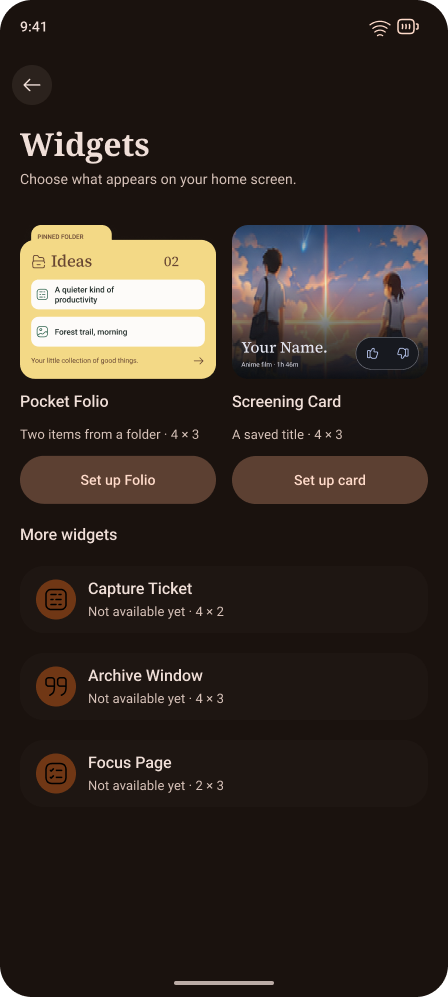 9:41
Widgets
Choose what appears on your home screen.
PINNED FOLDER
Ideas 02
A quieter kind of
productivity
Forest trail, morning
Your little collection of good things.
Your Name.
Anime film · 1h 46m
Pocket Folio
Two items from a folder · 4 × 3
Set up Folio
Screening Card
A saved title · 4 × 3
Set up card
More widgets
Capture Ticket
Not available yet · 4 × 2
Archive Window
Not available yet · 4 × 3
Focus Page
Not available yet · 2 × 3